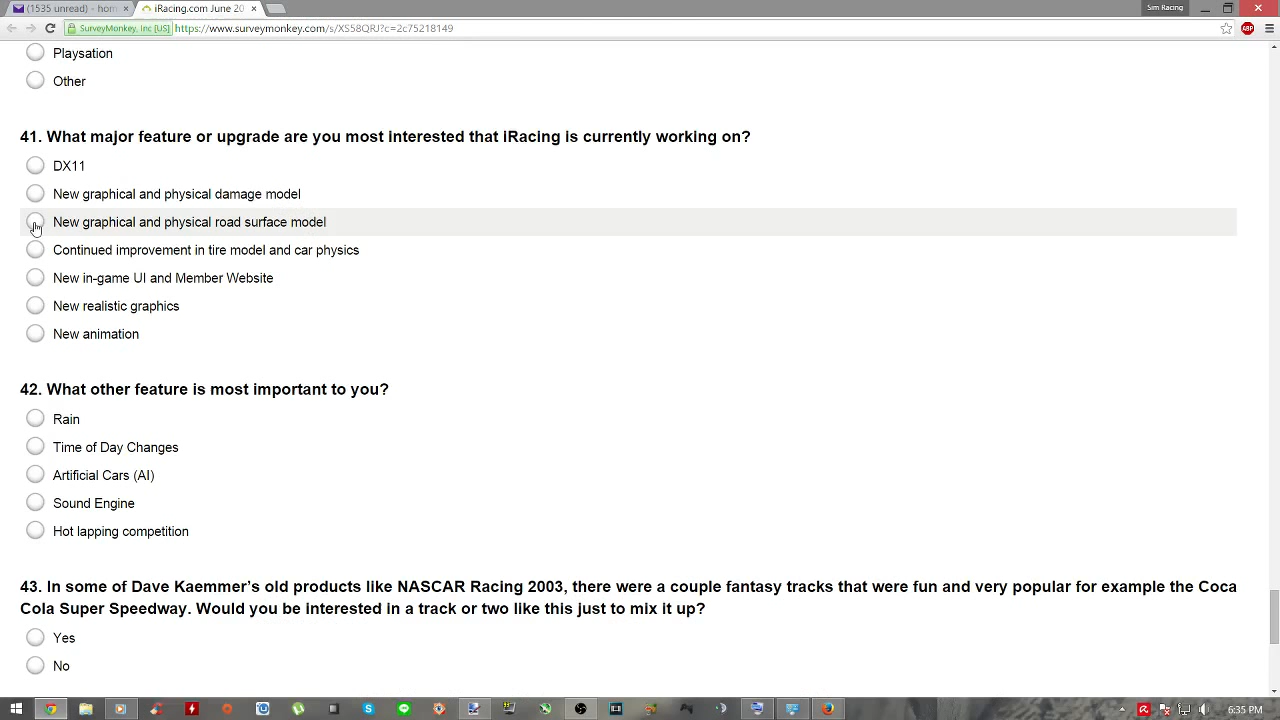 (1535 unread) - hom
iRacing.com June 20
Sim Racing
SurveyMonkey, Inc [US]
https://www.surveymonkey.com/s/XS58QRJ?c=2c75218149
ABP
Playsation
Other
41. What major feature or upgrade are you most interested that iRacing is currently working on?
DX11
New graphical and physical damage model
New graphical and physical road surface model
Continued improvement in tire model and car physics
New in-game UI and Member Website
New realistic graphics
New animation
42. What other feature is most important to you?
Rain
Time of Day Changes
Artificial Cars (AI)
Sound Engine
Hot lapping competition
43. In some of Dave Kaemmer’s old products like NASCAR Racing 2003, there were a couple fantasy tracks that were fun and very popular for example the Coca
Cola Super Speedway. Would you be interested in a track or two like this just to mix it up?
Yes
No
6:35 PM